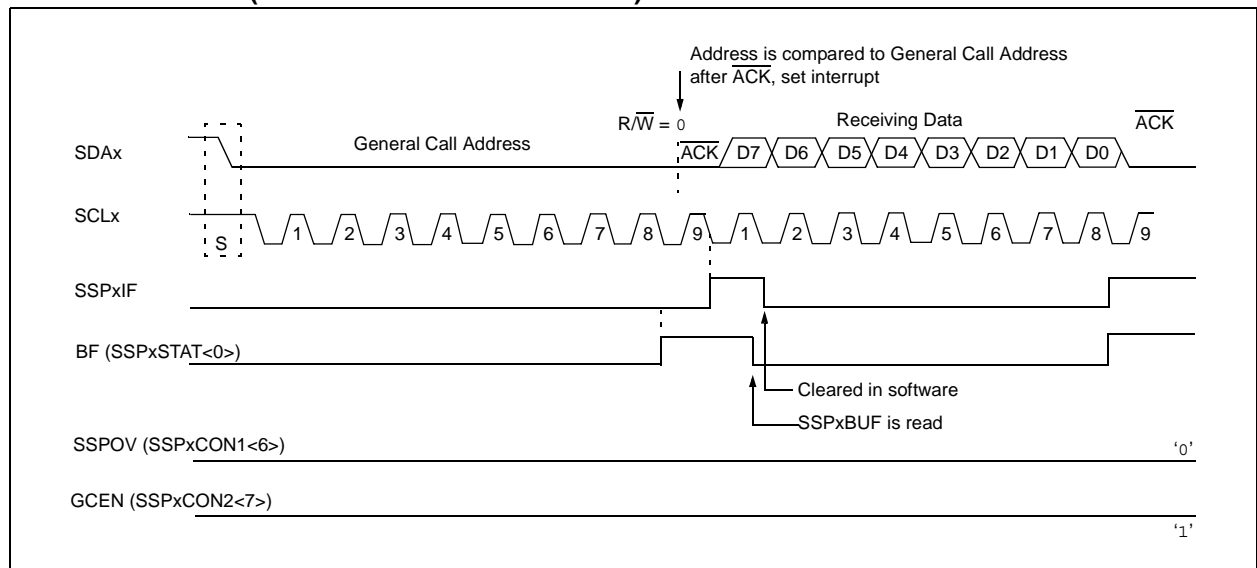 Address is compared to General Call Address
after ACK, set interrupt
R/W = 0
Receiving Data
ACK
SDAx
General Call Address
ACK D7 D6 D5 D4 D3 D2 D1 D0
SCLx
S 1 2 3 4 5 6 7 8 9 1 2 3 4 5 6 7 8 9
SSPxIF
BF (SSPxSTAT<0>)
Cleared in software
SSPxBUF is read
SSPOV (SSPxCON1<6>)
‘0’
GCEN (SSPxCON2<7>)
‘1’